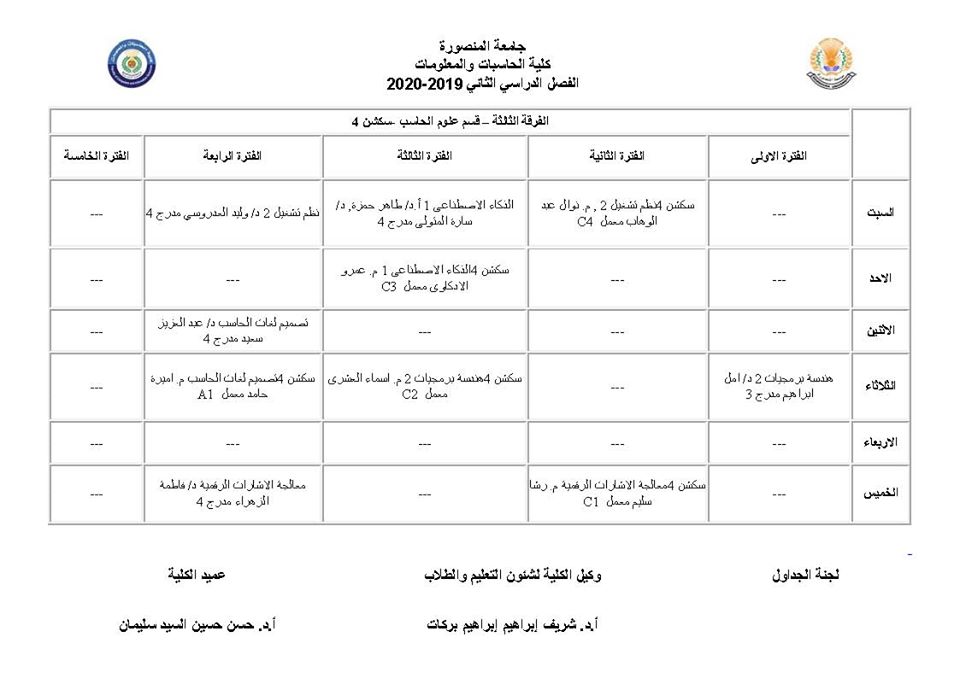 جامعة المنصورة
كلية الحاسبات والمعلومات
الفصل الدراسي الثاني 2019-2020
الفرقة الثالثة – قسم علوم الحاسب -سكشن 4
الفترة الاولى
الفترة الثانية
الفترة الثالثة
الفترة الرابعة
الفترة الخامسة
السبت
---
سكشن 4نظم تشغيل 2 , م. نوال عبد
الوهاب معمل C4
الذكاء الاصطناعى 1 أ.د/ طاهر حمزة, د/
سارة المتولى مدرج 4
نظم تشغيل 2 د/ وليد العدروسي مدرج 4
---
الاحد
---
---
سكشن 4الذكاء الاصطناعى 1 م. عمرو
الادكاوى معمل C3
---
---
الاثنين
---
---
---
تصميم لغات الحاسب د/ عبد العزيز
سعيد مدرج 4
---
الثلاثاء
هندسة برمجيات 2 د/ امل
ابراهيم مدرج 3
---
سكشن 4هندسة برمجيات 2 م. اسماء العشرى
معمل C2
سكشن 4تصميم لغات الحاسب م. اميرة
حامد معمل A1
---
الاربعاء
---
---
---
---
---
الخميس
---
سكشن 4معالجة الاشارات الرقمية م. رشا
سليم معمل C1
---
معالجة الاشارات الرقمية د/ فاطمة
الزهراء مدرج 4
---
لجنة الجداول
وكيل الكلية لشئون التعليم والطلاب
عميد الكلية
أ.د. شريف إبراهيم إبراهيم بركات
أ.د. حسن حسين السيد سليمان